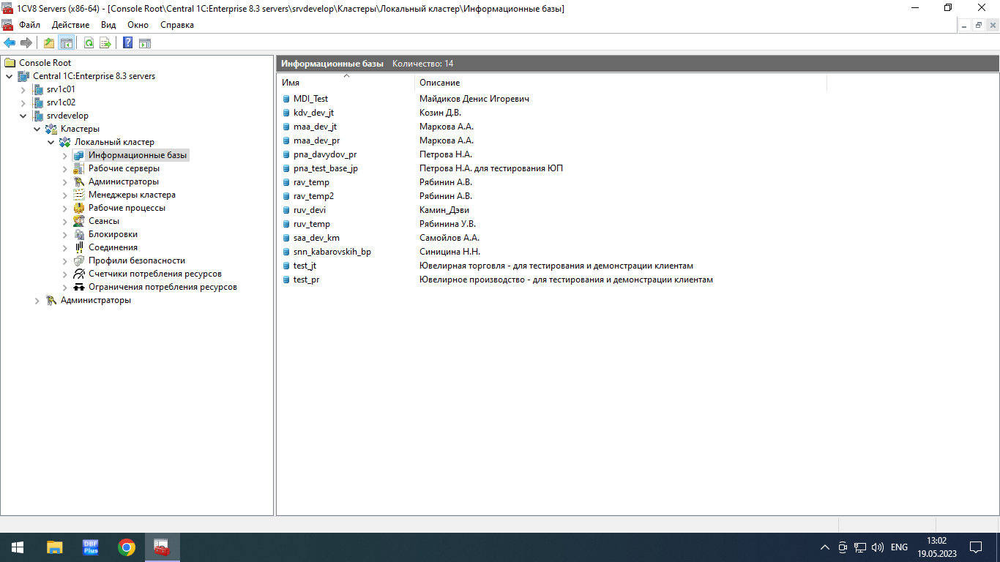 1CV8 Servers (x86-64) - [Console Root\Central 1C:Enterprise 8.3 servers\srvdevelop\Кластеры\Локальный кластер\Информационные базы]
Файл Действие Вид Окно Справка
Console Root
Central 1C:Enterprise 8.3 servers
srv1c01
srv1c02
srvdevelop
Кластеры
Локальный кластер
Информационные базы
Рабочие серверы
Администраторы
Менеджеры кластера
Рабочие процессы
Сеансы
Блокировки
Соединения
Профили безопасности
Счетчики потребления ресурсов
Ограничения потребления ресурсов
Администраторы
Информационные базы Количество: 14
Имя Описание
MDI_Test Майдиков Денис Игоревич
kdv_dev_jt Козин Д.В.
maa_dev_jt Маркова А.А.
maa_dev_pr Маркова А.А.
pna_davydov_pr Петрова Н.А.
pna_test_base_jp Петрова Н.А. для тестирования ЮП
rav_temp Рябинин А.В.
rav_temp2 Рябинин А.В.
ruv_devi Камин_Дэви
ruv_temp Рябинина У.В.
saa_dev_km Самойлов А.А.
snn_kabarovskih_bp Синицина Н.Н.
test_jt Ювелирная торговля - для тестирования и демонстрации клиентам
test_pr Ювелирное производство - для тестирования и демонстрации клиентам
DBF
Plus
ENG
13:02
19.05.2023